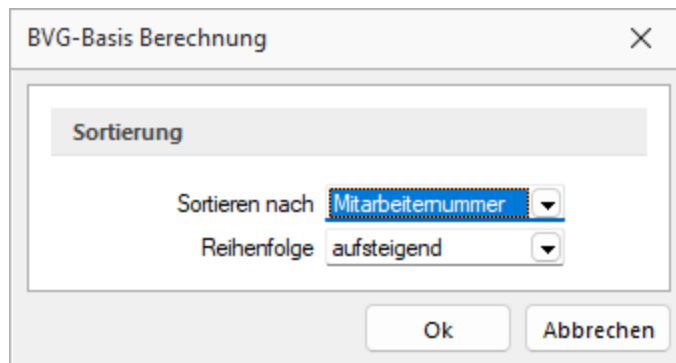 BVG-Basis Berechnung
Sortierung
Sortieren nach Mitarbeiternummer
Reihenfolge aufsteigend
Ok Abbrechen